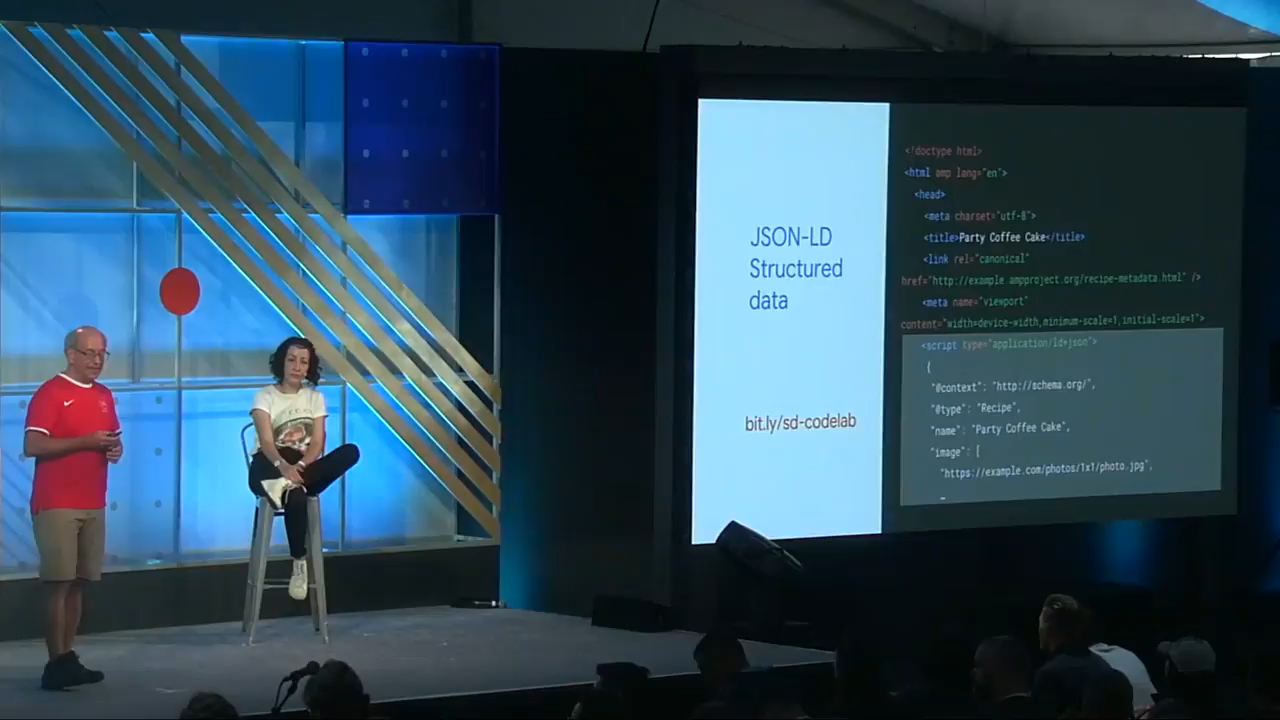 JSON-LD
Structured
data
bit.ly/sd-codelab
<!doctype html>
<html amp lang="en">
<head>
<meta charset="utf-8">
<title>Party Coffee Cake</title>
<link rel="canonical"
href="http://example.ampproject.org/recipe-metadata.html" />
<meta name="viewport"
content="width=device-width,minimum-scale=1,initial-scale=1">
<script type="application/ld+json">
{
"@context": "http://schema.org/",
"@type": "Recipe",
"name": "Party Coffee Cake",
"image": [
"https://example.com/photos/1x1/photo.jpg",